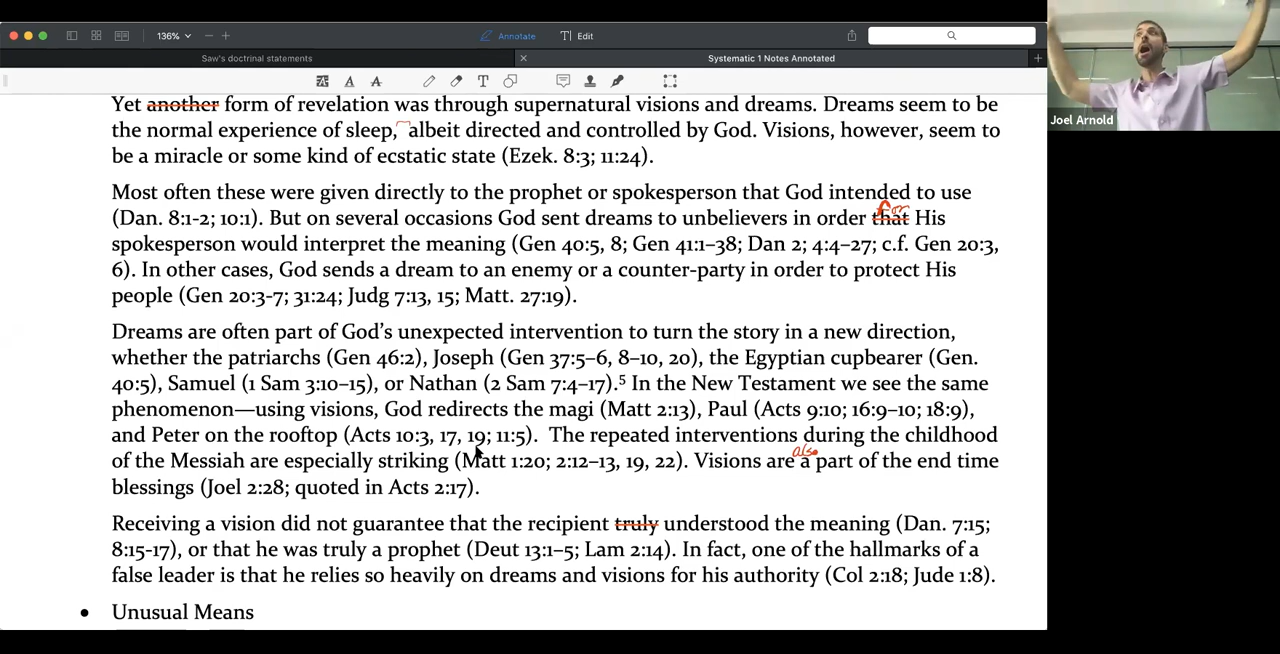 136%
Annotate
Edit
Saw's doctrinal statements
Systematic 1 Notes Annotated
Joel Arnold
Yet another form of revelation was through supernatural visions and dreams. Dreams seem to be
the normal experience of sleep, albeit directed and controlled by God. Visions, however, seem to
be a miracle or some kind of ecstatic state (Ezek. 8:3; 11:24).
Most often these were given directly to the prophet or spokesperson that God intended to use
for
(Dan. 8:1-2; 10:1). But on several occasions God sent dreams to unbelievers in order that His
spokesperson would interpret the meaning (Gen 40:5, 8; Gen 41:1–38; Dan 2; 4:4–27; c.f. Gen 20:3,
6). In other cases, God sends a dream to an enemy or a counter-party in order to protect His
people (Gen 20:3-7; 31:24; Judg 7:13, 15; Matt. 27:19).
Dreams are often part of God's unexpected intervention to turn the story in a new direction,
whether the patriarchs (Gen 46:2), Joseph (Gen 37:5–6, 8–10, 20), the Egyptian cupbearer (Gen.
40:5), Samuel (1 Sam 3:10–15), or Nathan (2 Sam 7:4–17).5 In the New Testament we see the same
phenomenon—using visions, God redirects the magi (Matt 2:13), Paul (Acts 9:10; 16:9–10; 18:9),
and Peter on the rooftop (Acts 10:3, 17, 19; 11:5). The repeated interventions during the childhood
also
of the Messiah are especially striking (Matt 1:20; 2:12–13, 19, 22). Visions are a part of the end time
blessings (Joel 2:28; quoted in Acts 2:17).
Receiving a vision did not guarantee that the recipient truly understood the meaning (Dan. 7:15;
8:15-17), or that he was truly a prophet (Deut 13:1–5; Lam 2:14). In fact, one of the hallmarks of a
false leader is that he relies so heavily on dreams and visions for his authority (Col 2:18; Jude 1:8).
• Unusual Means